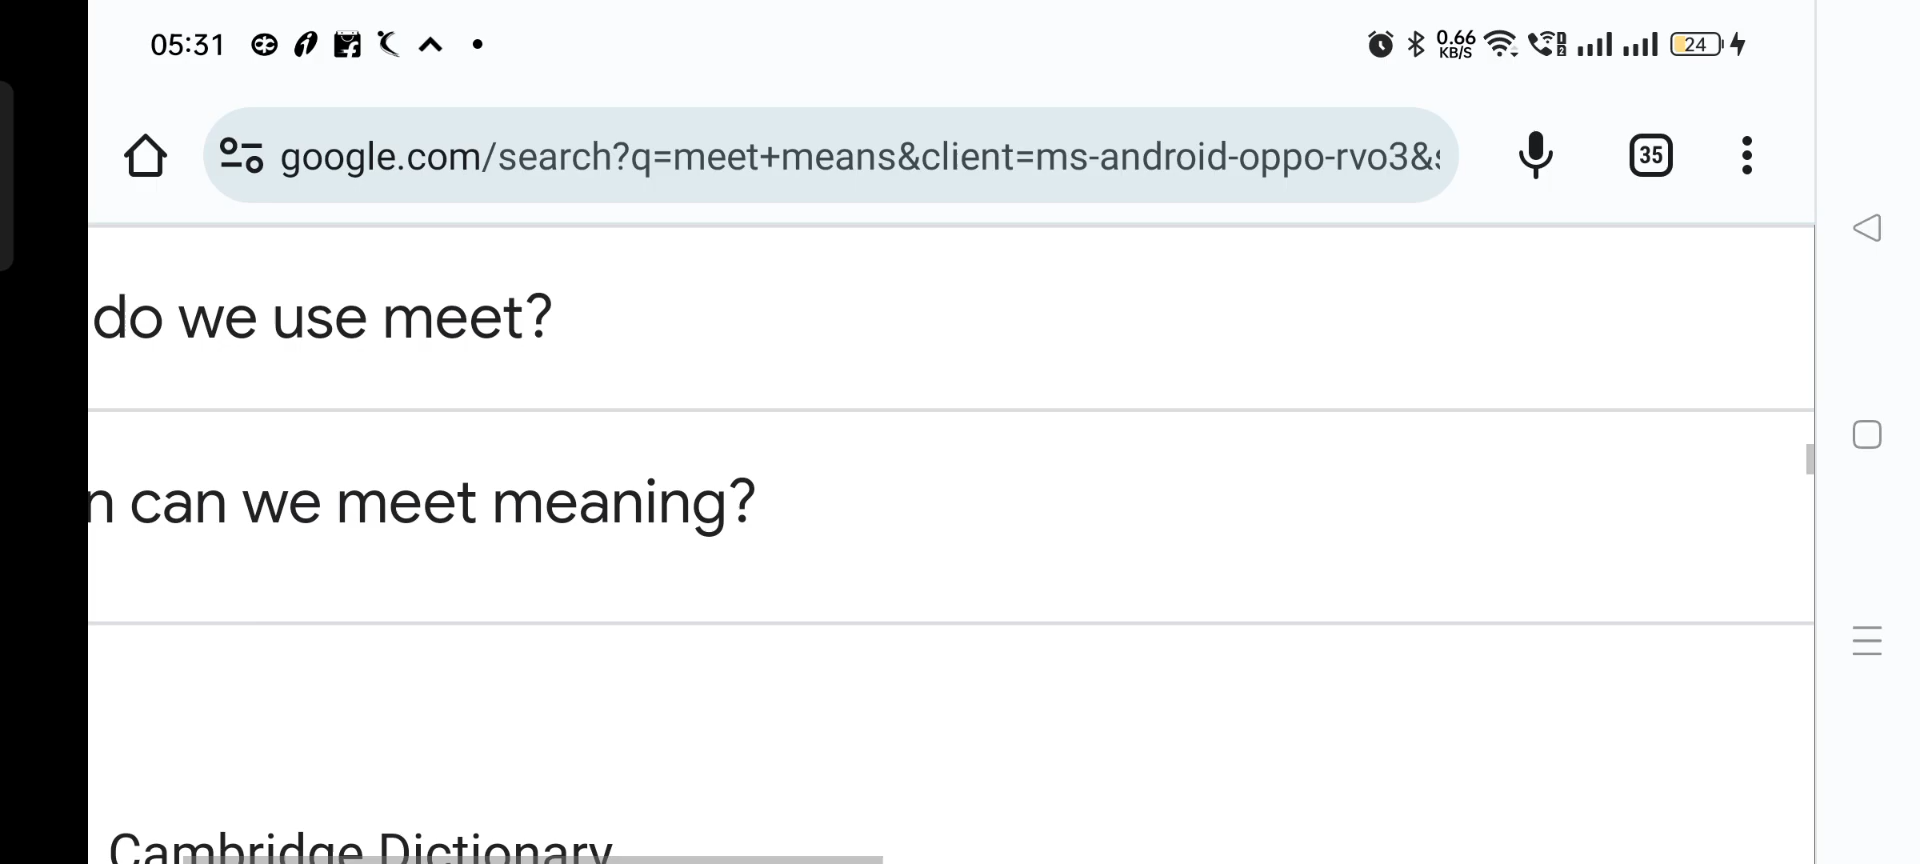 05:31 0.66 KB/S 24
google.com/search?q=meet+means&client=ms-android-oppo-rvo3& 35
do we use meet?
n can we meet meaning?
Cambridge Dictionary